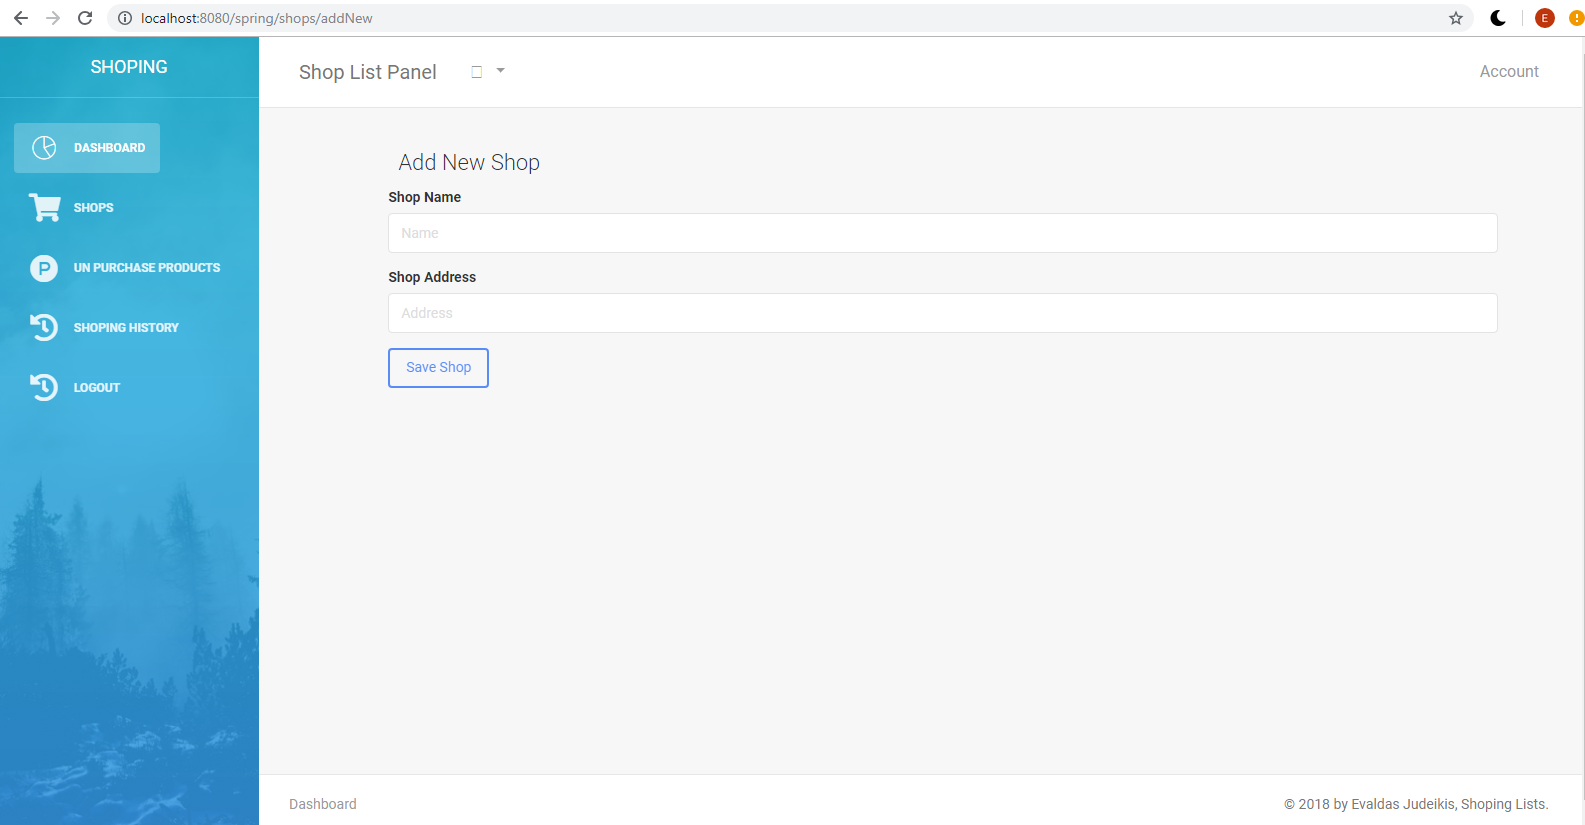 localhost:8080/spring/shops/addNew
E
SHOPING
Shop List Panel
Account
DASHBOARD
SHOPS
P
UN PURCHASE PRODUCTS
SHOPING HISTORY
LOGOUT
Add New Shop
Shop Name
Name
Shop Address
Address
Save Shop
Dashboard
© 2018 by Evaldas Judeikis, Shoping Lists.